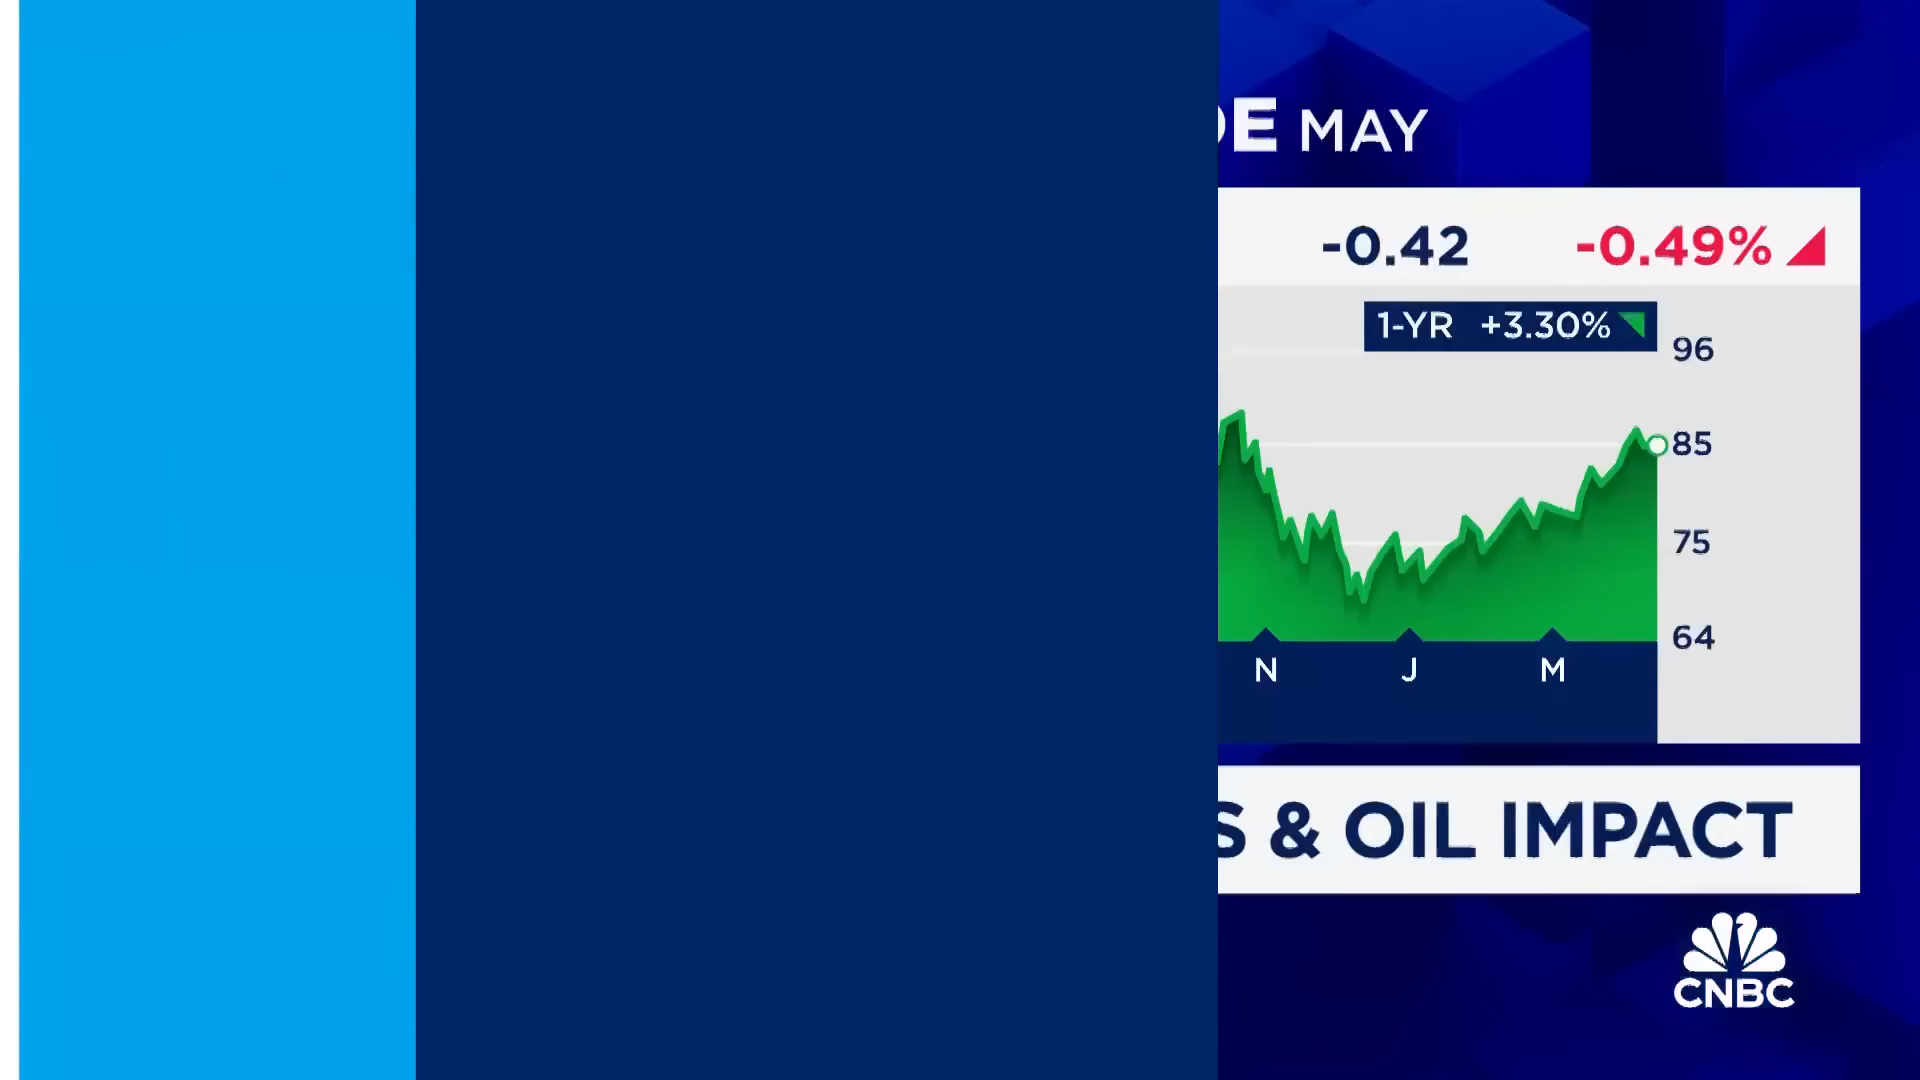 E MAY
-0.42 -0.49%
1-YR +3.30%
96
85
75
64
N J M
S & OIL IMPACT
CNBC